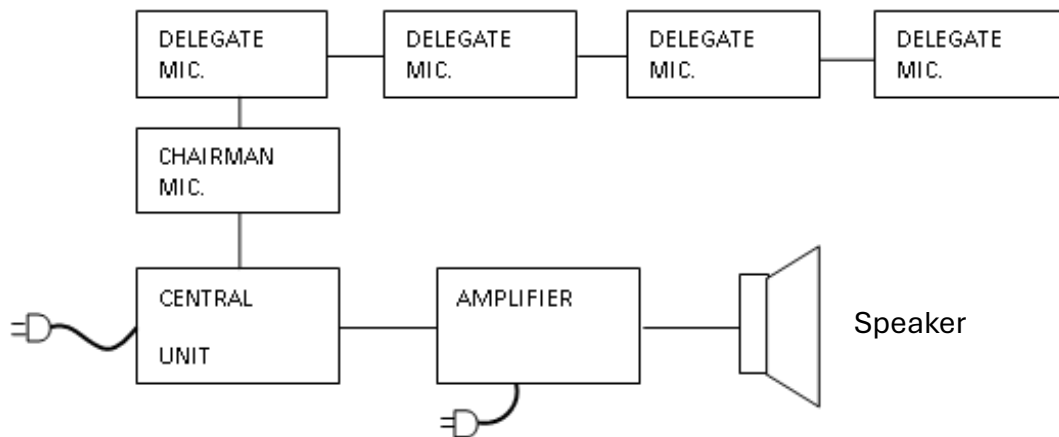 DELEGATE
MIC.
DELEGATE
MIC.
DELEGATE
MIC.
DELEGATE
MIC.
CHAIRMAN
MIC.
CENTRAL
UNIT
AMPLIFIER
Speaker